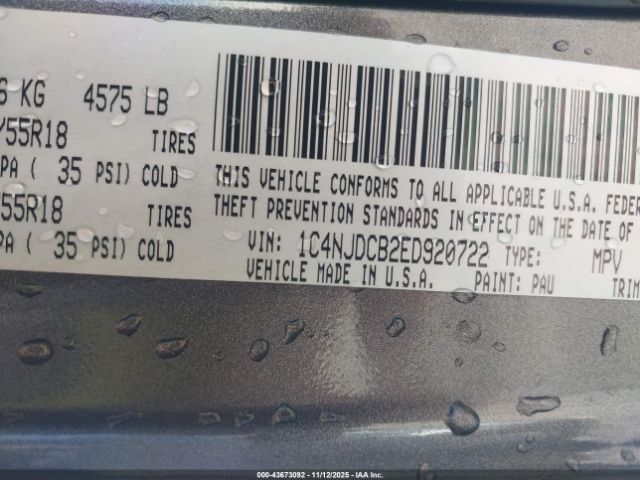 KG 4575 LB
55R18 TIRES
PA ( 35 PSI) COLD
55R18 TIRES
PA ( 35 PSI) COLD
THIS VEHICLE CONFORMS TO ALL APPLICABLE U.S.A. FEDER
THEFT PREVENTION STANDARDS IN EFFECT ON THE DATE OF
VIN: 1C4NJDCB2ED920722 TYPE: MPV
VEHICLE MADE IN U.S.A. PAINT: PAU TRIM
000-43673092 - 11/12/2025 - IAA Inc.